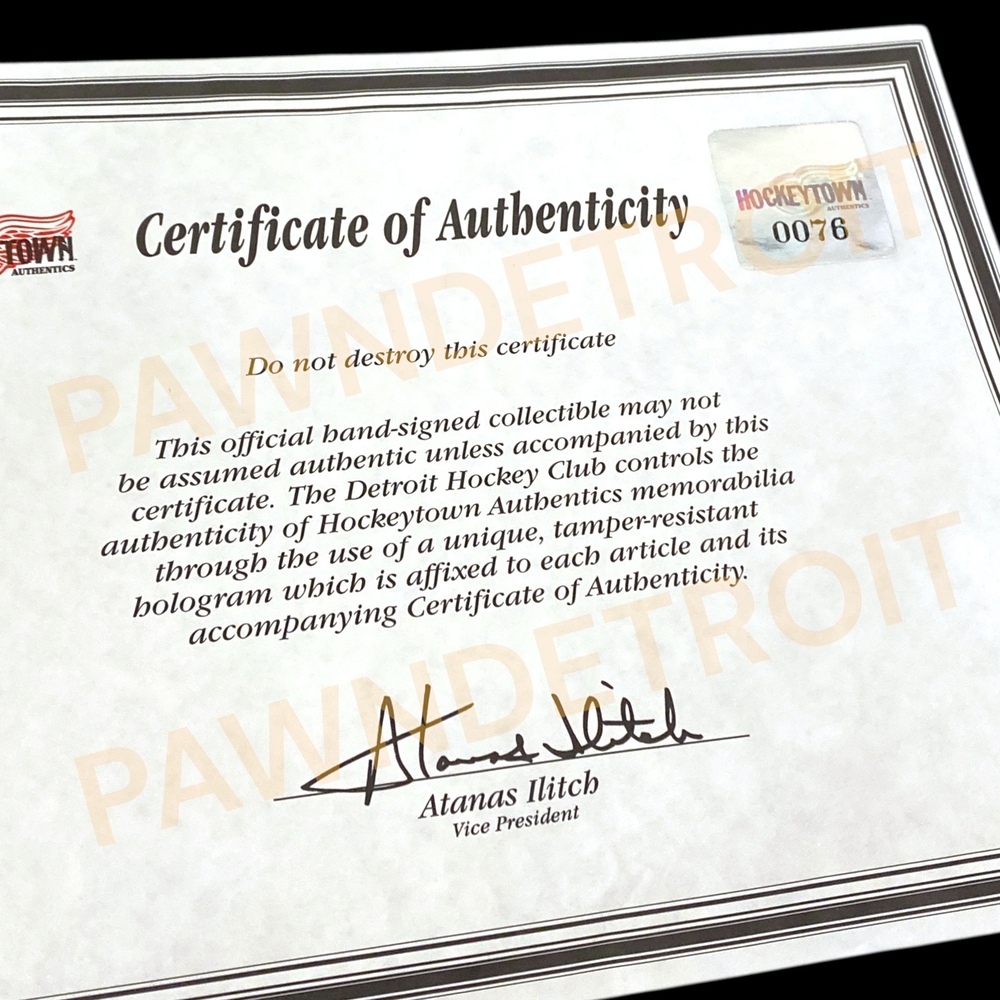 TOWN
AUTHENTICS
Certificate of Authenticity
HOCKEYTOWN
AUTHENTICS
0076
Do not destroy this certificate
This official hand-signed collectible may not
be assumed authentic unless accompanied by this
certificate. The Detroit Hockey Club controls the
authenticity of Hockeytown Authentics memorabilia
through the use of a unique, tamper-resistant
hologram which is affixed to each article and its
accompanying Certificate of Authenticity.
Atanas Ilitch
Atanas Ilitch
Vice President
PAWNDETROIT
PAWNDETROIT